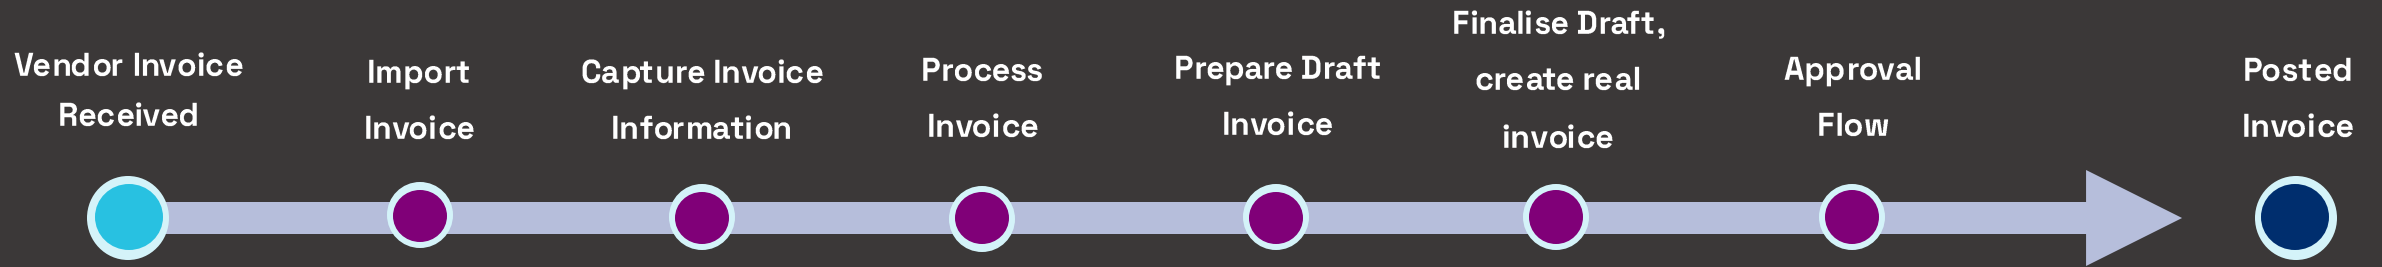 Vendor Invoice
Received
Import
Invoice
Capture Invoice
Information
Process
Invoice
Prepare Draft
Invoice
Finalise Draft,
create real
invoice
Approval
Flow
Posted
Invoice